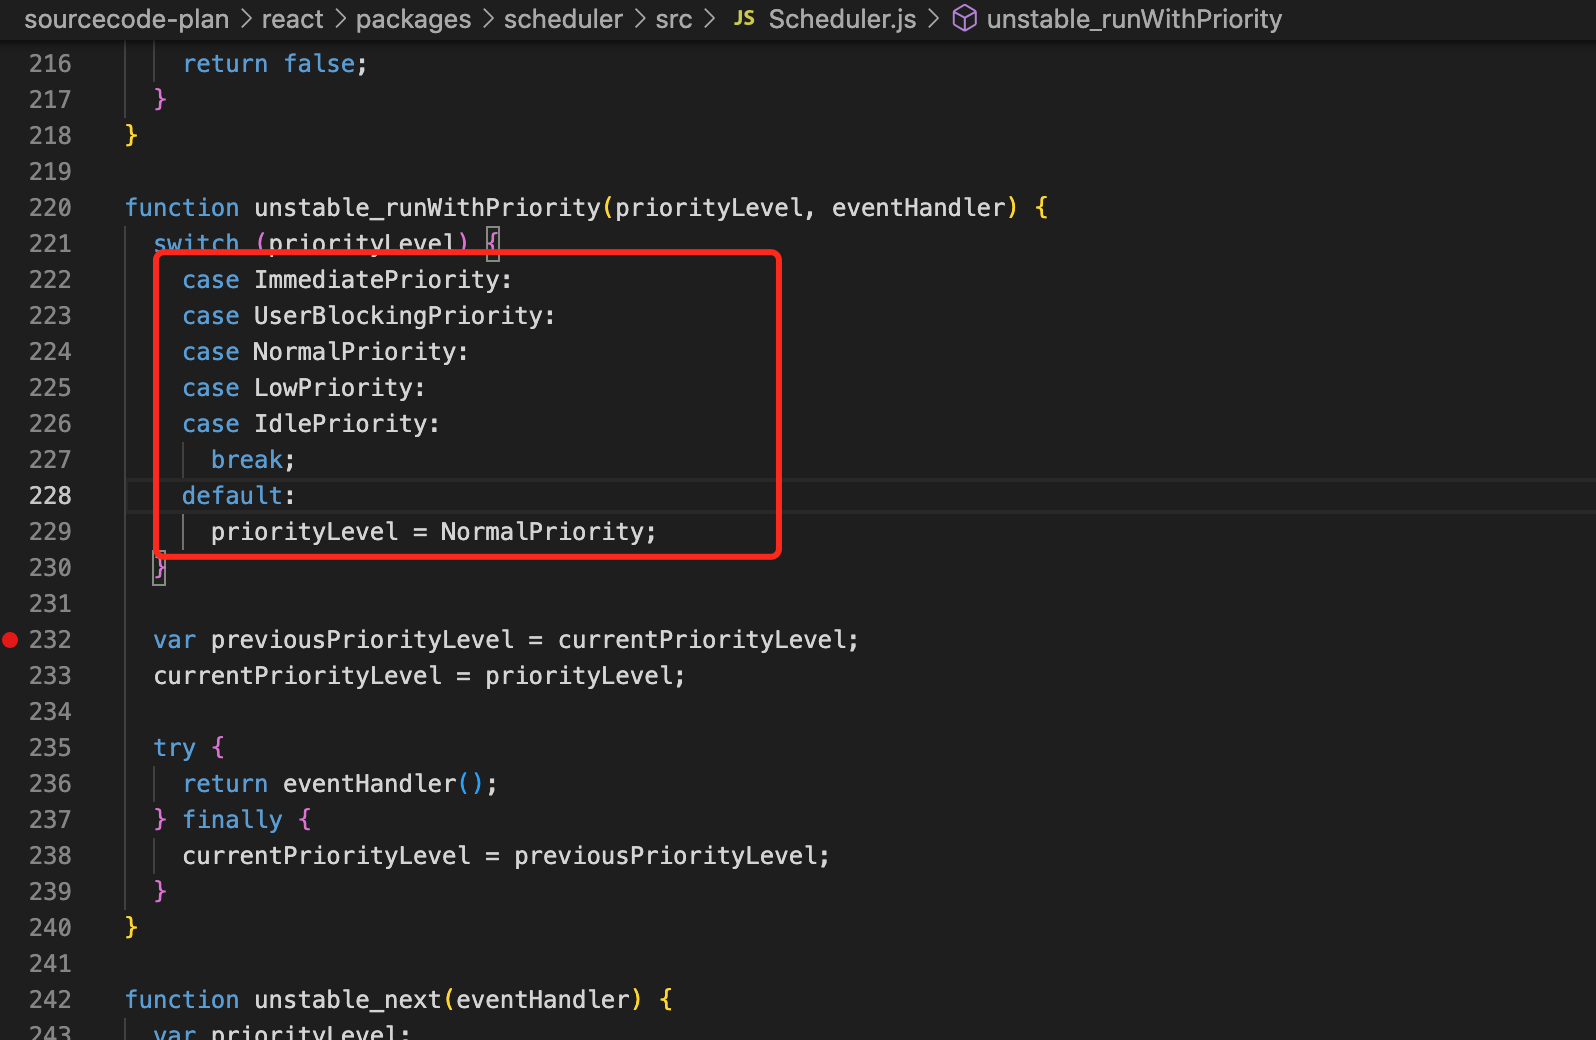 sourcecode-plan > react > packages > scheduler > src > JS Scheduler.js > unstable_runWithPriority
216       return false;
217     }
218   }
219
220   function unstable_runWithPriority(priorityLevel, eventHandler) {
221     switch (priorityLevel) {
222       case ImmediatePriority:
223       case UserBlockingPriority:
224       case NormalPriority:
225       case LowPriority:
226       case IdlePriority:
227         break;
228       default:
229         priorityLevel = NormalPriority;
230     }
231
232     var previousPriorityLevel = currentPriorityLevel;
233     currentPriorityLevel = priorityLevel;
234
235     try {
236       return eventHandler();
237     } finally {
238       currentPriorityLevel = previousPriorityLevel;
239     }
240   }
241
242   function unstable_next(eventHandler) {
243     var priorityLevel;